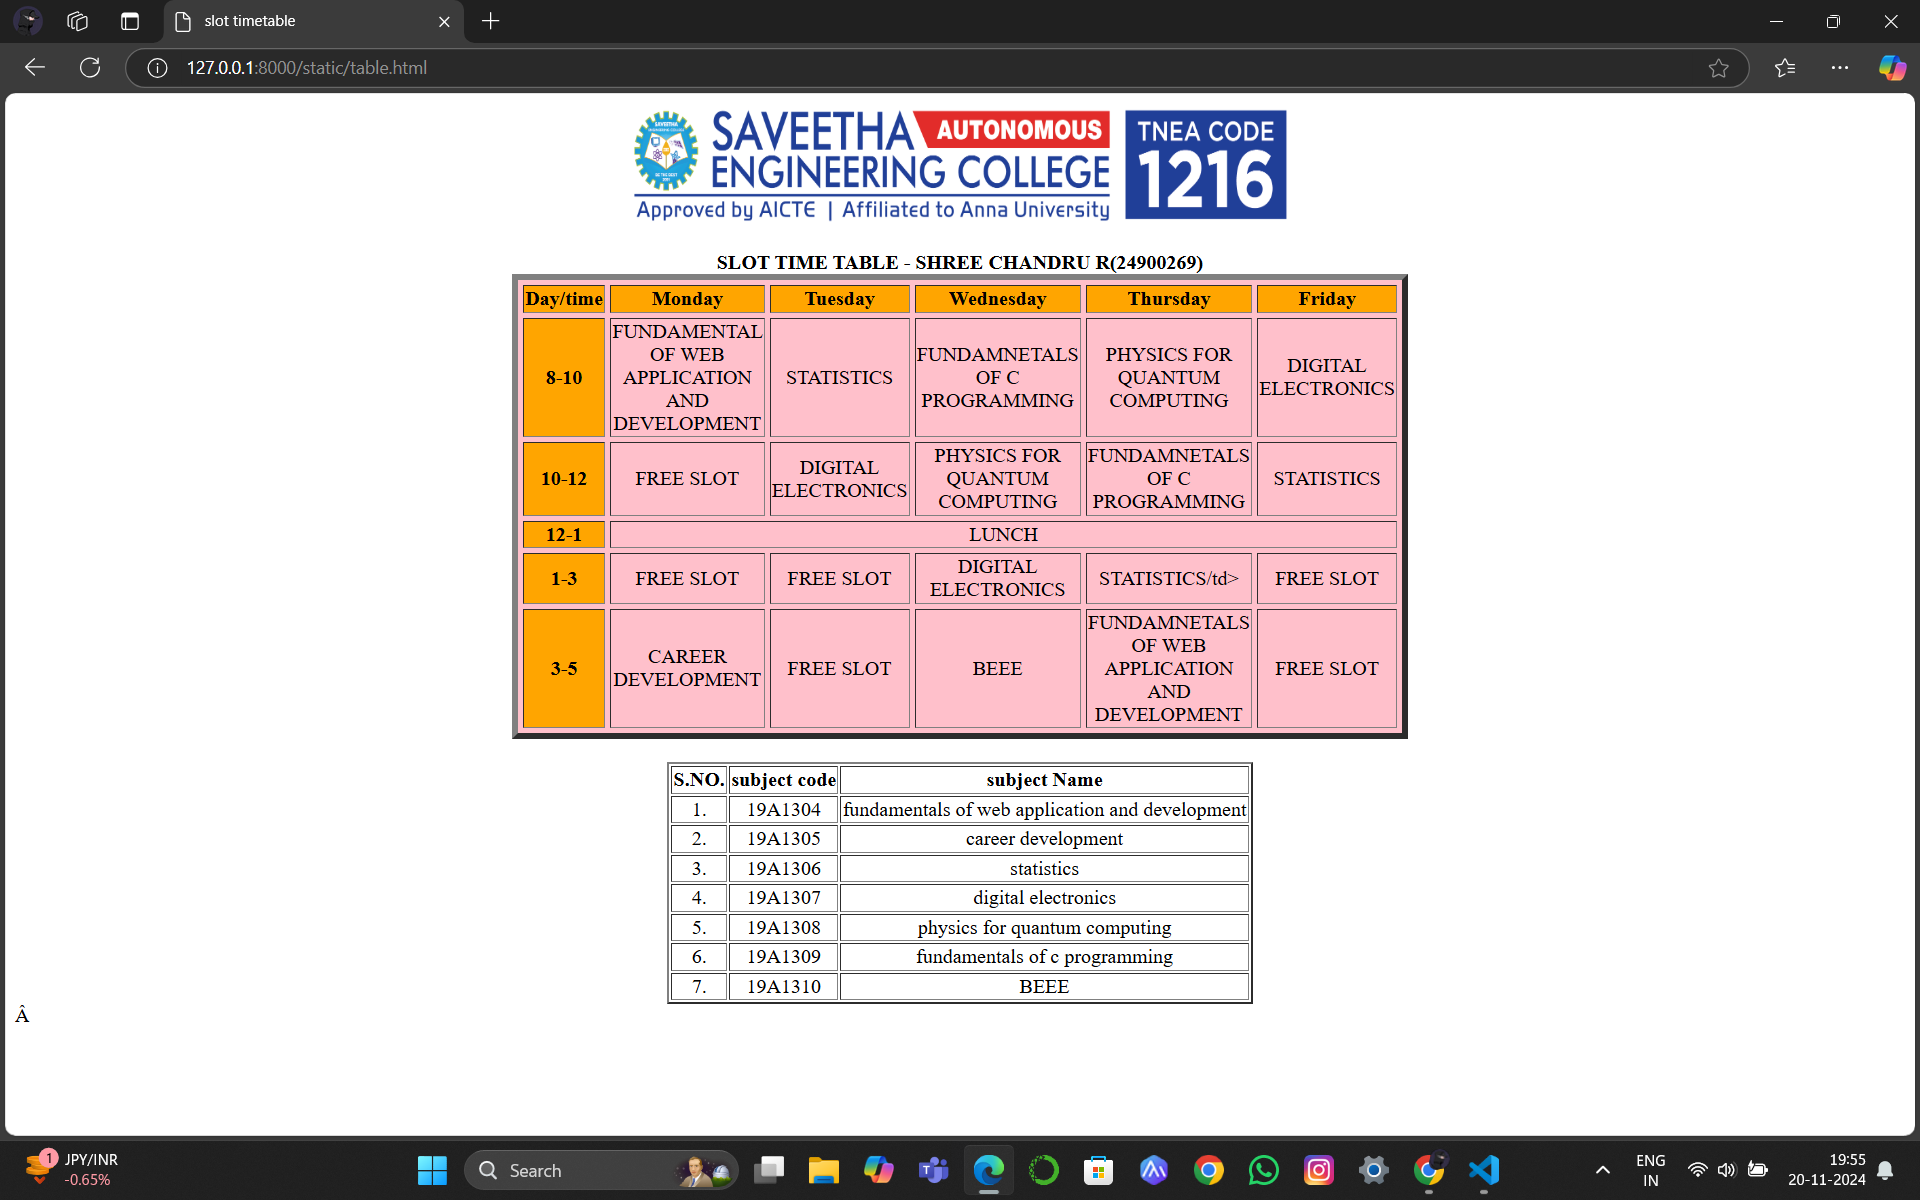 slot timetable
127.0.0.1:8000/static/table.html
SAVEETHA AUTONOMOUS
ENGINEERING COLLEGE
Approved by AICTE | Affiliated to Anna University
TNEA CODE
1216
SLOT TIME TABLE - SHREE CHANDRU R(24900269)
Day/time Monday Tuesday Wednesday Thursday Friday
8-10
FUNDAMENTAL
OF WEB
APPLICATION
AND
DEVELOPMENT
STATISTICS
FUNDAMNETALS
OF C
PROGRAMMING
PHYSICS FOR
QUANTUM
COMPUTING
DIGITAL
ELECTRONICS
10-12
FREE SLOT
DIGITAL
ELECTRONICS
PHYSICS FOR
QUANTUM
COMPUTING
FUNDAMNETALS
OF C
PROGRAMMING
STATISTICS
12-1 LUNCH
1-3
FREE SLOT
FREE SLOT
DIGITAL
ELECTRONICS
STATISTICS/td>
FREE SLOT
3-5
CAREER
DEVELOPMENT
FREE SLOT
BEEE
FUNDAMNETALS
OF WEB
APPLICATION
AND
DEVELOPMENT
FREE SLOT
S.NO. subject code subject Name
1. 19A1304 fundamentals of web application and development
2. 19A1305 career development
3. 19A1306 statistics
4. 19A1307 digital electronics
5. 19A1308 physics for quantum computing
6. 19A1309 fundamentals of c programming
7. 19A1310 BEEE
Â
1
JPY/INR
-0.65%
Search
ENG
IN
19:55
20-11-2024